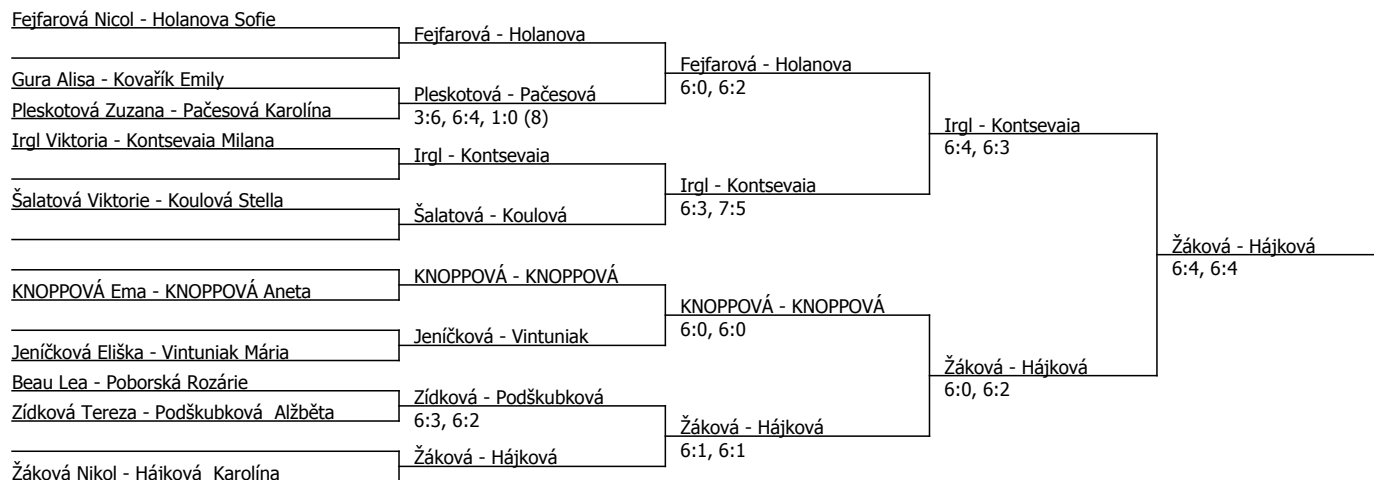 Fejfarová Nicol - Holanova Sofie
Gura Alisa - Kovařík Emily
Pleskotová Zuzana - Pačesová Karolína
Irgl Viktoria - Kontsevaia Milana
Šalatová Viktorie - Koulová Stella
KNOPPOVÁ Ema - KNOPPOVÁ Aneta
Jeníčková Eliška - Vintuniak Mária
Beau Lea - Poborská Rozárie
Zídková Tereza - Podškubková  Alžběta
Žáková Nikol - Hájková  Karolína
Fejfarová - Holanova
Pleskotová - Pačesová
3:6, 6:4, 1:0 (8)
Irgl - Kontsevaia
Šalatová - Koulová
KNOPPOVÁ - KNOPPOVÁ
Jeníčková - Vintuniak
Zídková - Podškubková
6:3, 6:2
Žáková - Hájková
Fejfarová - Holanova
6:0, 6:2
Irgl - Kontsevaia
6:3, 7:5
KNOPPOVÁ - KNOPPOVÁ
6:0, 6:0
Žáková - Hájková
6:1, 6:1
Irgl - Kontsevaia
6:4, 6:3
Žáková - Hájková
6:0, 6:2
Žáková - Hájková
6:4, 6:4